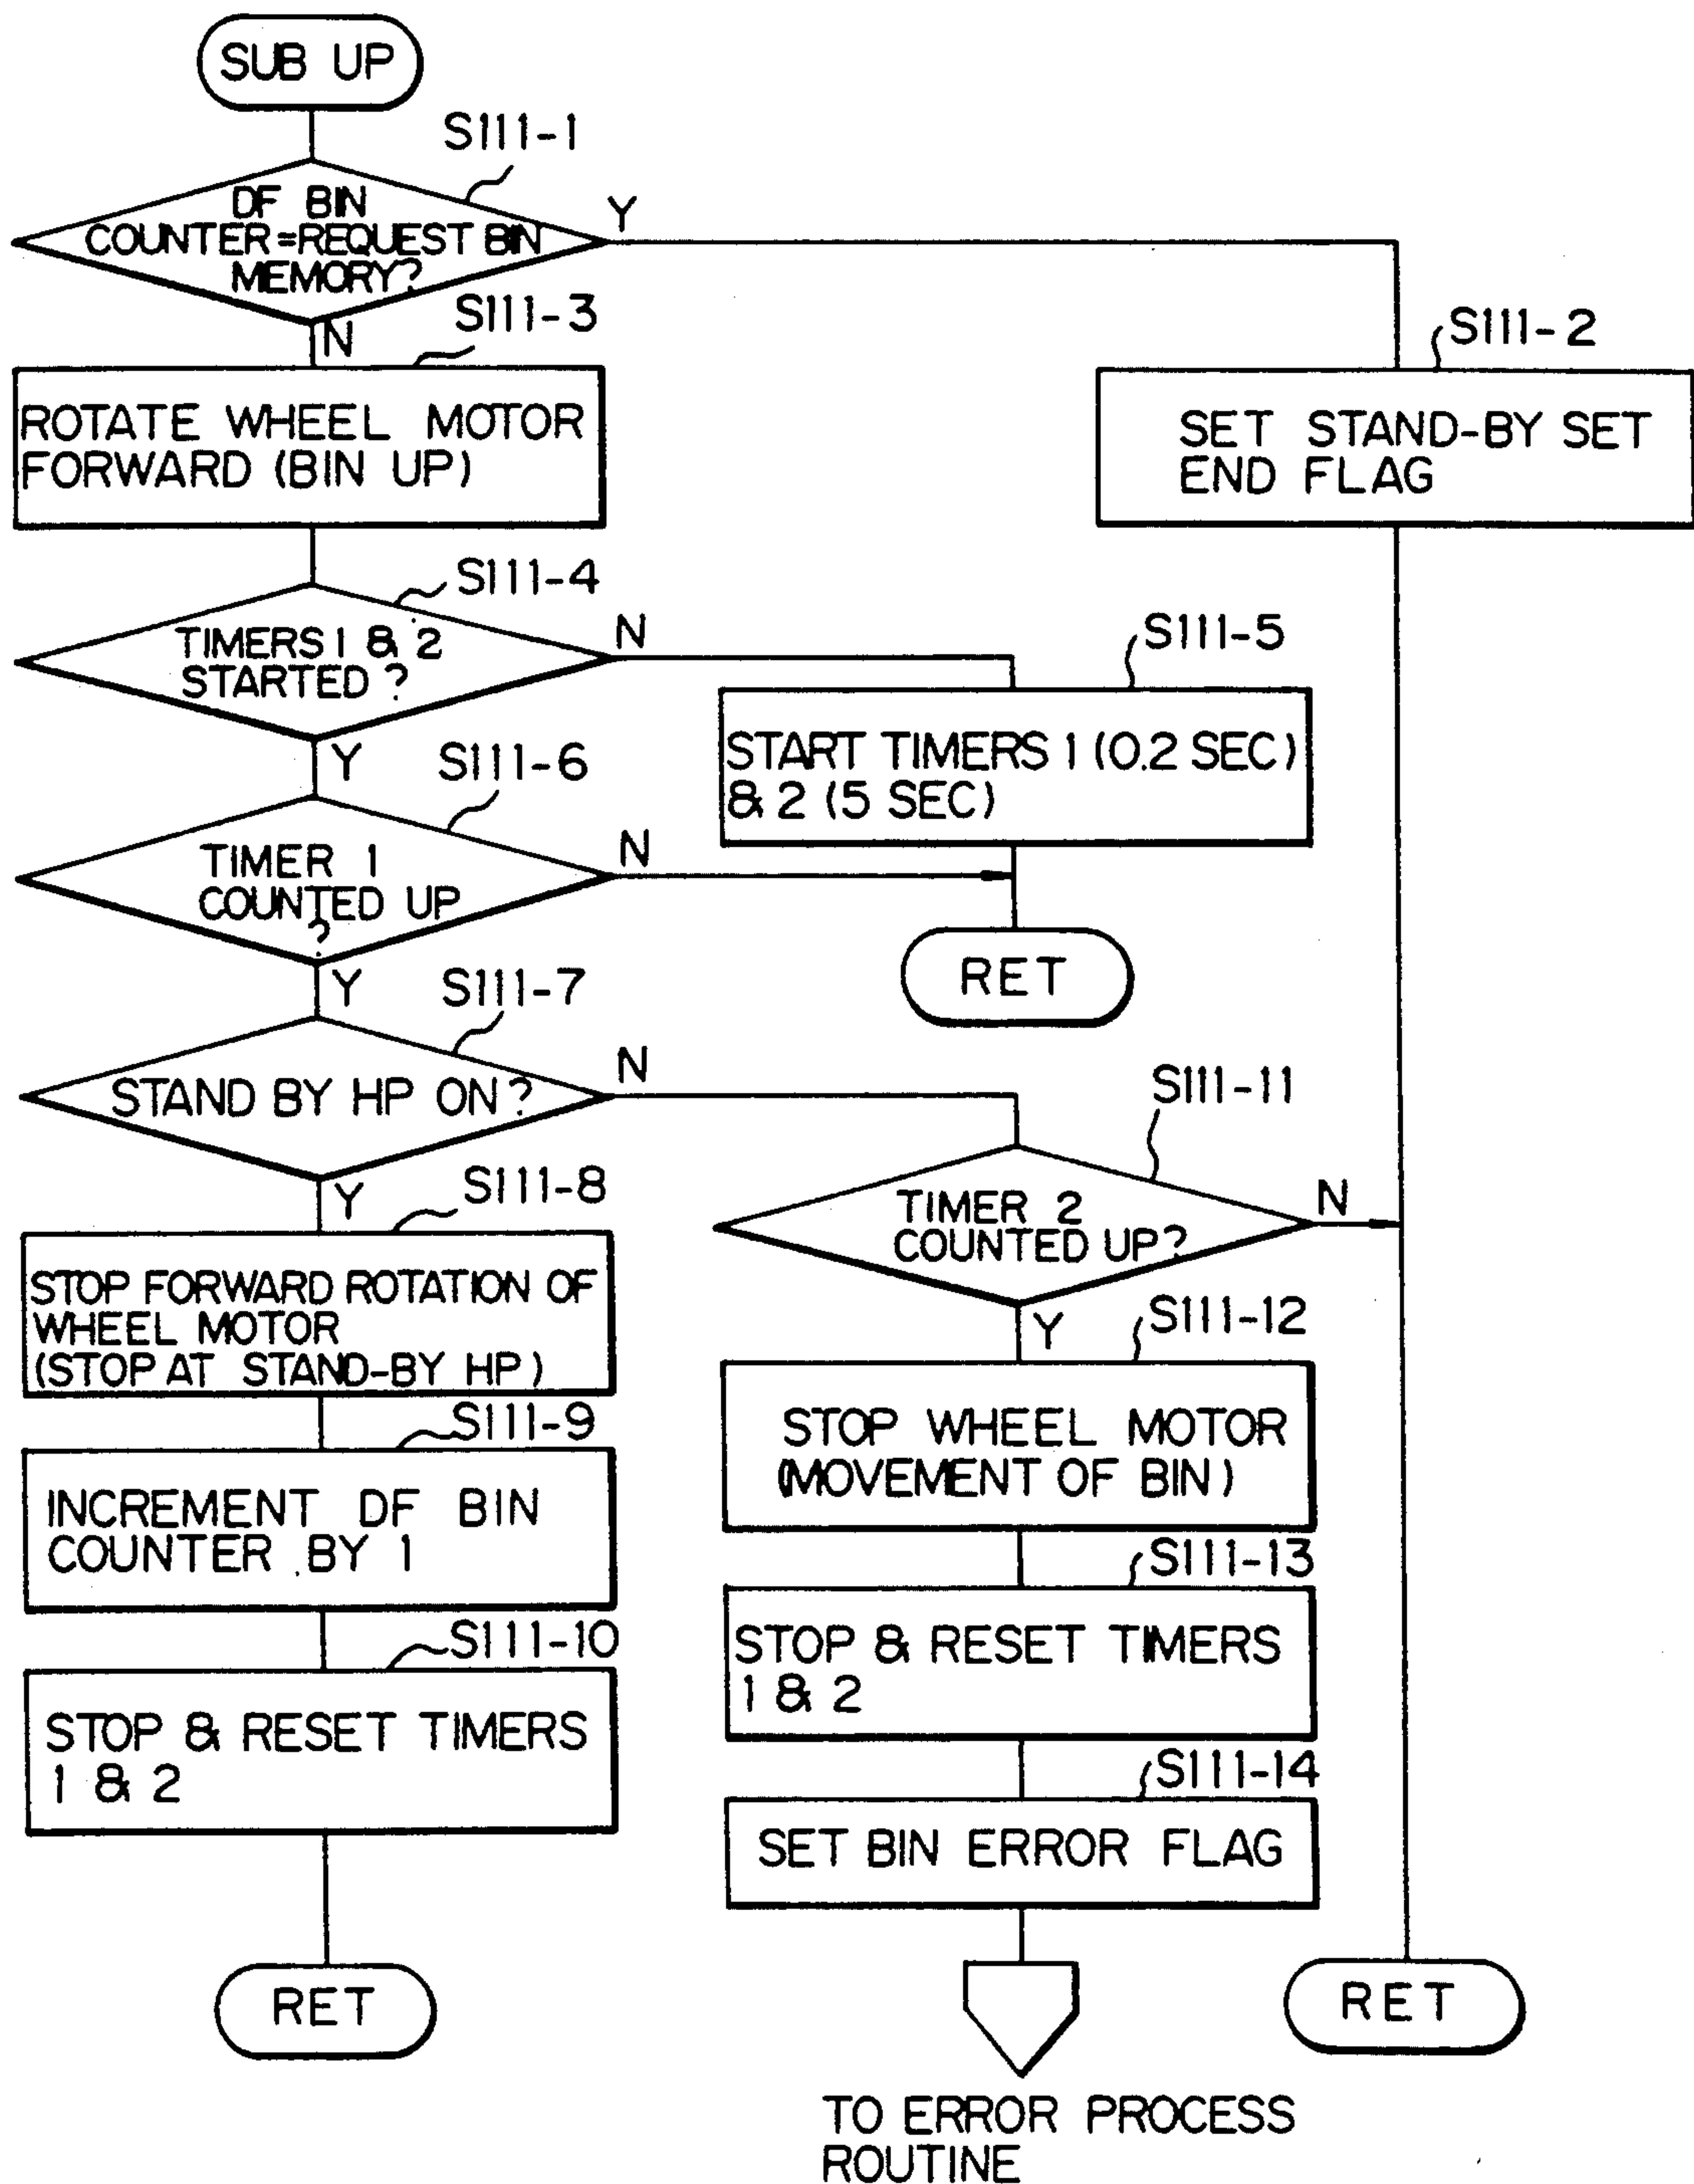 SUB UP
S111-1
DF BIN
COUNTER=REQUEST BIN
MEMORY?
Y
N
S111-3
S111-2
ROTATE WHEEL MOTOR
FORWARD (BIN UP)
SET STAND-BY SET
END FLAG
S111-4
TIMERS 1 & 2
STARTED?
N
S111-5
START TIMERS 1 (0.2 SEC)
& 2 (5 SEC)
Y
S111-6
TIMER 1
COUNTED UP
?
N
RET
Y
S111-7
STAND BY HP ON?
N
S111-11
TIMER 2
COUNTED UP?
N
Y
S111-8
STOP FORWARD ROTATION OF
WHEEL MOTOR
(STOP AT STAND-BY HP)
Y
S111-12
STOP WHEEL MOTOR
(MOVEMENT OF BIN)
S111-9
INCREMENT DF BIN
COUNTER BY 1
S111-13
STOP & RESET TIMERS
1 & 2
S111-10
STOP & RESET TIMERS
1 & 2
S111-14
SET BIN ERROR FLAG
RET
RET
TO ERROR PROCESS
ROUTINE